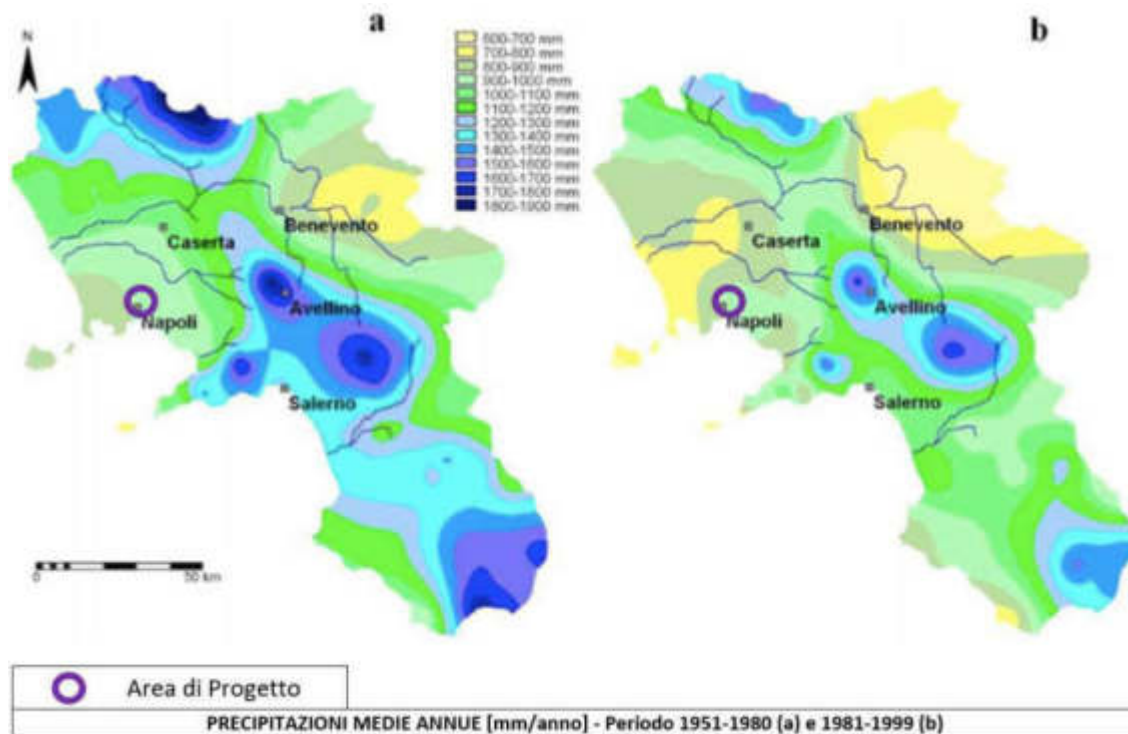 a
b
N
600-700 mm
700-800 mm
800-900 mm
900-1000 mm
1000-1100 mm
1100-1200 mm
1200-1300 mm
1300-1400 mm
1400-1500 mm
1500-1600 mm
1600-1700 mm
1700-1800 mm
1800-1900 mm
Benevento
Caserta
Avellino
Napoli
Salerno
Benevento
Caserta
Avellino
Napoli
Salerno
0 50 km
Area di Progetto
PRECIPITAZIONI MEDIE ANNUE [mm/anno] - Periodo 1951-1980 (a) e 1981-1999 (b)